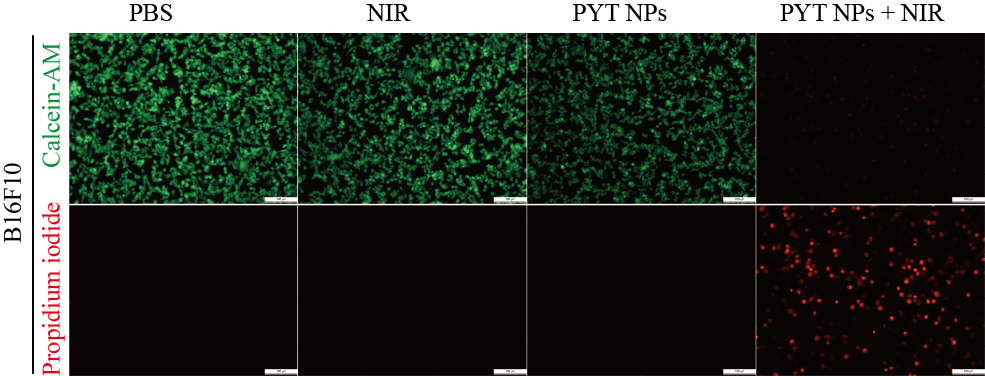 PBS
NIR
PYT NPs
PYT NPs + NIR
B16F10
Calcein-AM
Propidium iodide